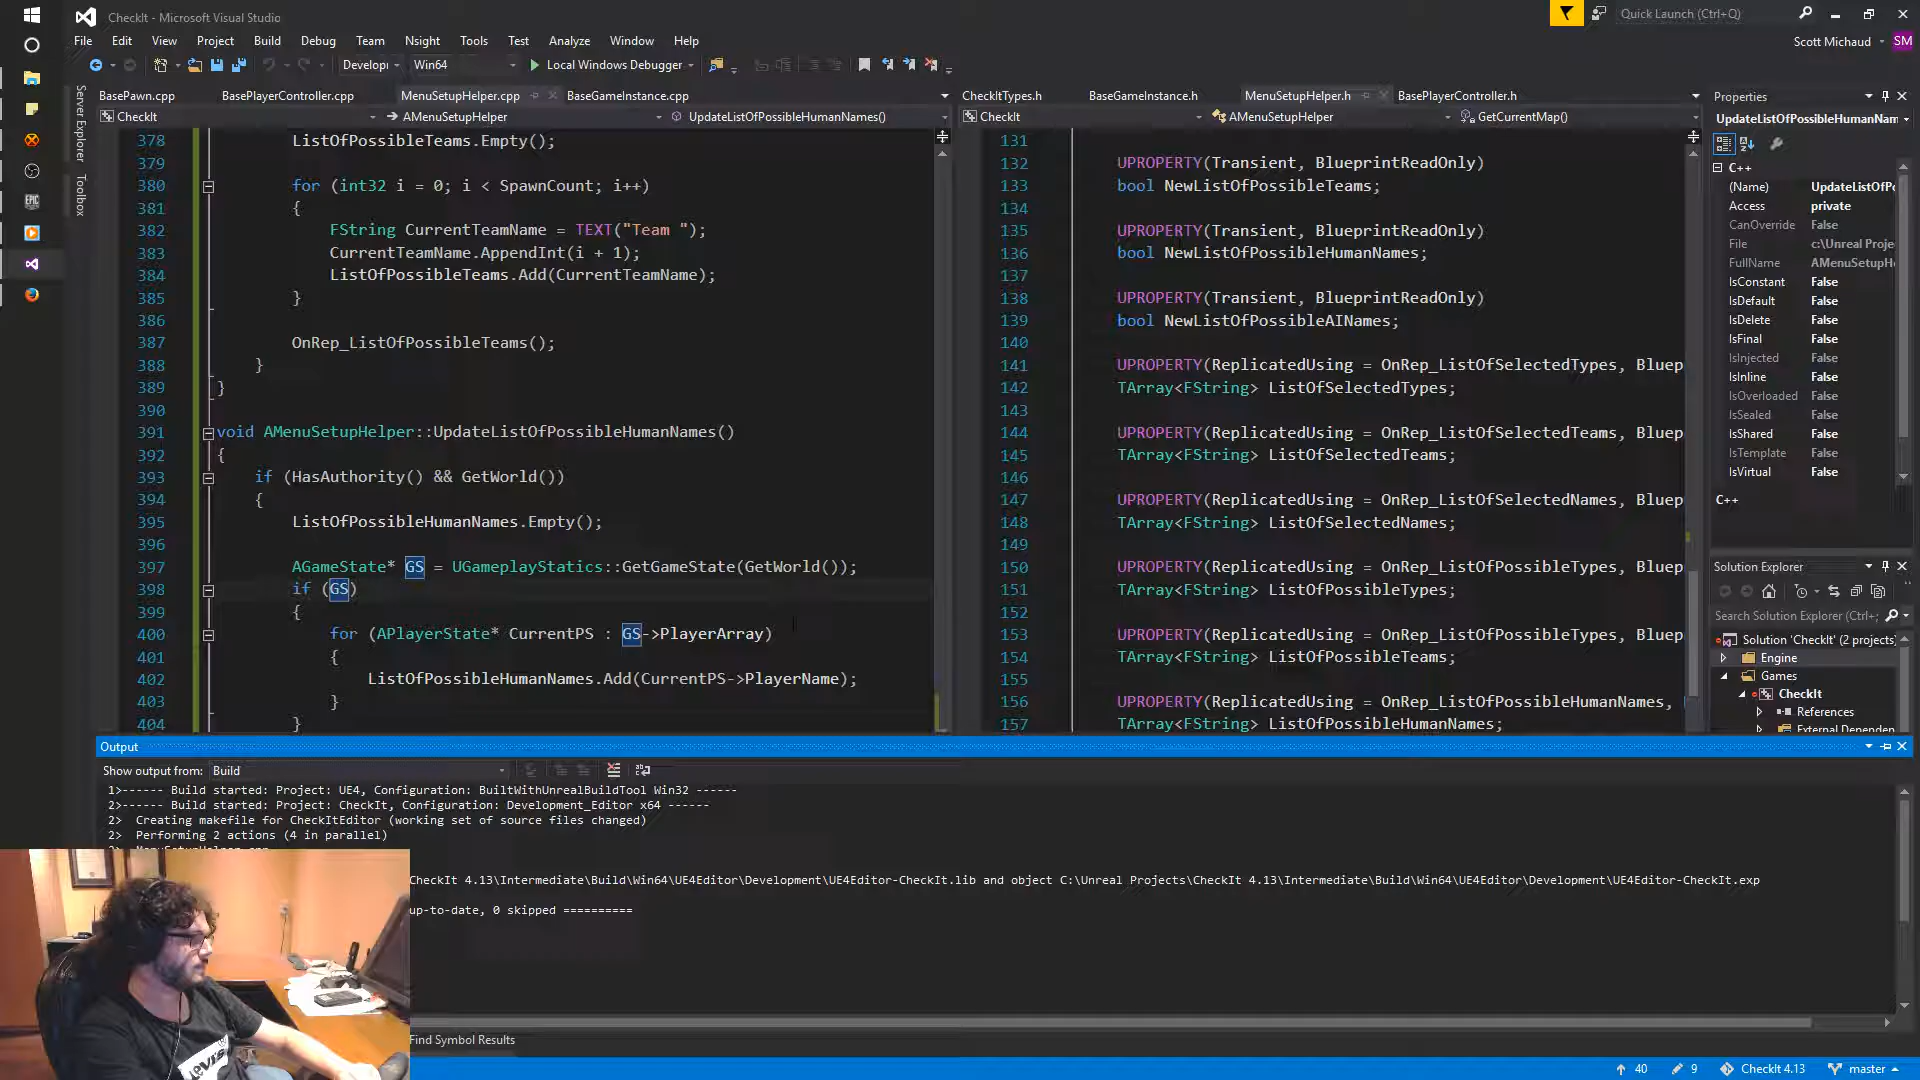 CheckIt - Microsoft Visual Studio
Quick Launch (Ctrl+Q)
File Edit View Project Build Debug Team Nsight Tools Test Analyze Window Help
Scott Michaud SM
Develop Win64 Local Windows Debugger
Server Explorer
Toolbox
BasePawn.cpp BasePlayerController.cpp MenuSetupHelper.cpp BaseGameInstance.cpp
CheckIt AMenuSetupHelper UpdateListOfPossibleHumanNames()
378 ListOfPossibleTeams.Empty();
379
380 for (int32 i = 0; i < SpawnCount; i++)
381 {
382 FString CurrentTeamName = TEXT("Team ");
383 CurrentTeamName.AppendInt(i + 1);
384 ListOfPossibleTeams.Add(CurrentTeamName);
385 }
386
387 OnRep_ListOfPossibleTeams();
388 }
389 }
390
391 void AMenuSetupHelper::UpdateListOfPossibleHumanNames()
392 {
393 if (HasAuthority() && GetWorld())
394 {
395 ListOfPossibleHumanNames.Empty();
396
397 AGameState* GS = UGameplayStatics::GetGameState(GetWorld());
398 if (GS)
399 {
400 for (APlayerState* CurrentPS : GS->PlayerArray)
401 {
402 ListOfPossibleHumanNames.Add(CurrentPS->PlayerName);
403 }
404 }
CheckItTypes.h BaseGameInstance.h MenuSetupHelper.h BasePlayerController.h
CheckIt AMenuSetupHelper GetCurrentMap()
131
132 UPROPERTY(Transient, BlueprintReadOnly)
133 bool NewListOfPossibleTeams;
134
135 UPROPERTY(Transient, BlueprintReadOnly)
136 bool NewListOfPossibleHumanNames;
137
138 UPROPERTY(Transient, BlueprintReadOnly)
139 bool NewListOfPossibleAINames;
140
141 UPROPERTY(ReplicatedUsing = OnRep_ListOfSelectedTypes, Bluep
142 TArray<FString> ListOfSelectedTypes;
143
144 UPROPERTY(ReplicatedUsing = OnRep_ListOfSelectedTeams, Bluep
145 TArray<FString> ListOfSelectedTeams;
146
147 UPROPERTY(ReplicatedUsing = OnRep_ListOfSelectedNames, Bluep
148 TArray<FString> ListOfSelectedNames;
149
150 UPROPERTY(ReplicatedUsing = OnRep_ListOfPossibleTypes, Bluep
151 TArray<FString> ListOfPossibleTypes;
152
153 UPROPERTY(ReplicatedUsing = OnRep_ListOfPossibleTypes, Bluep
154 TArray<FString> ListOfPossibleTeams;
155
156 UPROPERTY(ReplicatedUsing = OnRep_ListOfPossibleHumanNames,
157 TArray<FString> ListOfPossibleHumanNames;
Properties
UpdateListOfPossibleHumanNam
C++
(Name) UpdateListOfPo
Access private
CanOverride False
File c:\Unreal Proje
FullName AMenuSetupH
IsConstant False
IsDefault False
IsDelete False
IsFinal False
IsInjected False
IsInline False
IsOverloaded False
IsSealed False
IsShared False
IsTemplate False
IsVirtual False
C++
Solution Explorer
Search Solution Explorer (Ctrl+;
Solution 'CheckIt' (2 projects)
Engine
Games
CheckIt
References
External Dependen
Output
Show output from: Build
1>------ Build started: Project: UE4, Configuration: BuiltWithUnrealBuildTool Win32 ------
2>------ Build started: Project: CheckIt, Configuration: Development_Editor x64 ------
2> Creating makefile for CheckItEditor (working set of source files changed)
2> Performing 2 actions (4 in parallel)
CheckIt 4.13\Intermediate\Build\Win64\UE4Editor\Development\UE4Editor-CheckIt.lib and object C:\Unreal Projects\CheckIt 4.13\Intermediate\Build\Win64\UE4Editor\Development\UE4Editor-CheckIt.exp
up-to-date, 0 skipped ==========
Find Symbol Results
40 9 CheckIt 4.13 master
EPIC
Levi's